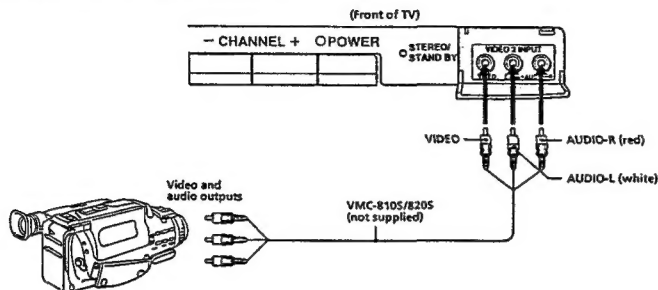 (Front of TV)
− CHANNEL + O POWER
STEREO/
STAND BY
VIDEO 2 INPUT
VIDEO
AUDIO-R (red)
AUDIO-L (white)
Video and
audio outputs
VMC-810S/820S
(not supplied)